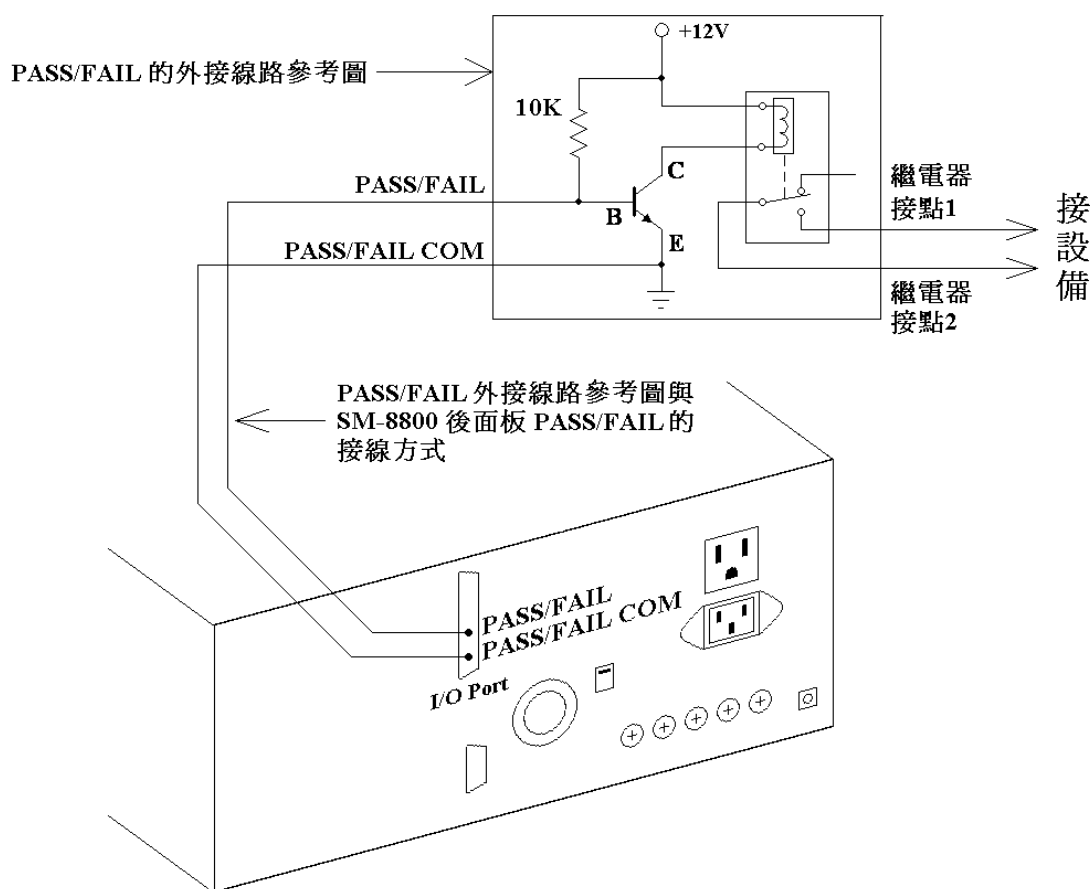 +12V
PASS/FAIL 的外接線路參考圖
10K
C
PASS/FAIL
B
E
PASS/FAIL COM
繼電器
接點1
繼電器
接點2
接設備
PASS/FAIL 外接線路參考圖與
SM-8800 後面板 PASS/FAIL 的
接線方式
PASS/FAIL
PASS/FAIL COM
I/O Port